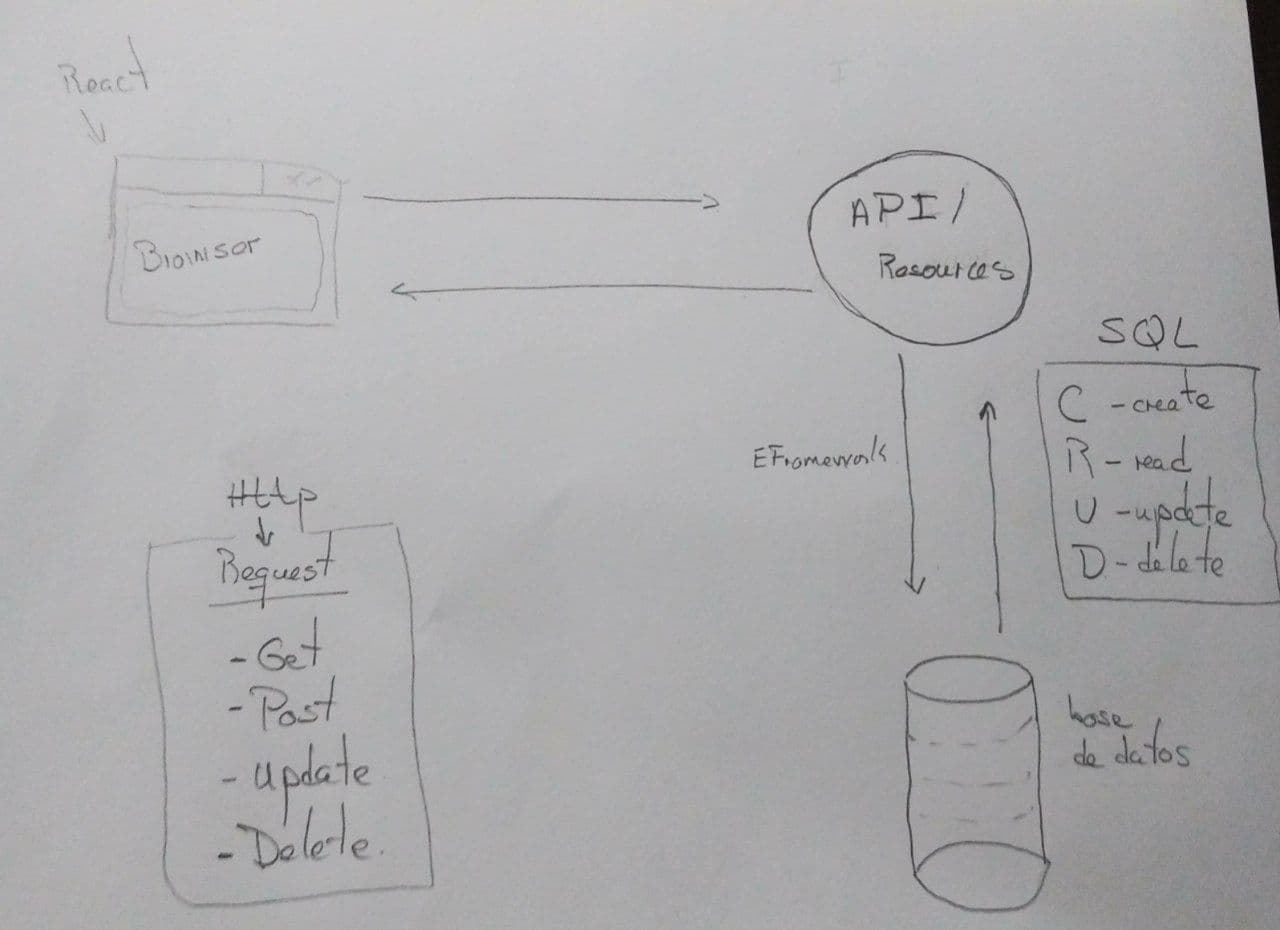 React
Browser
API/
Resources
SQL
C - create
R - read
U - update
D - delete
EFramework
Http
Request
- Get
- Post
- Update
- Delete.
base
de datos